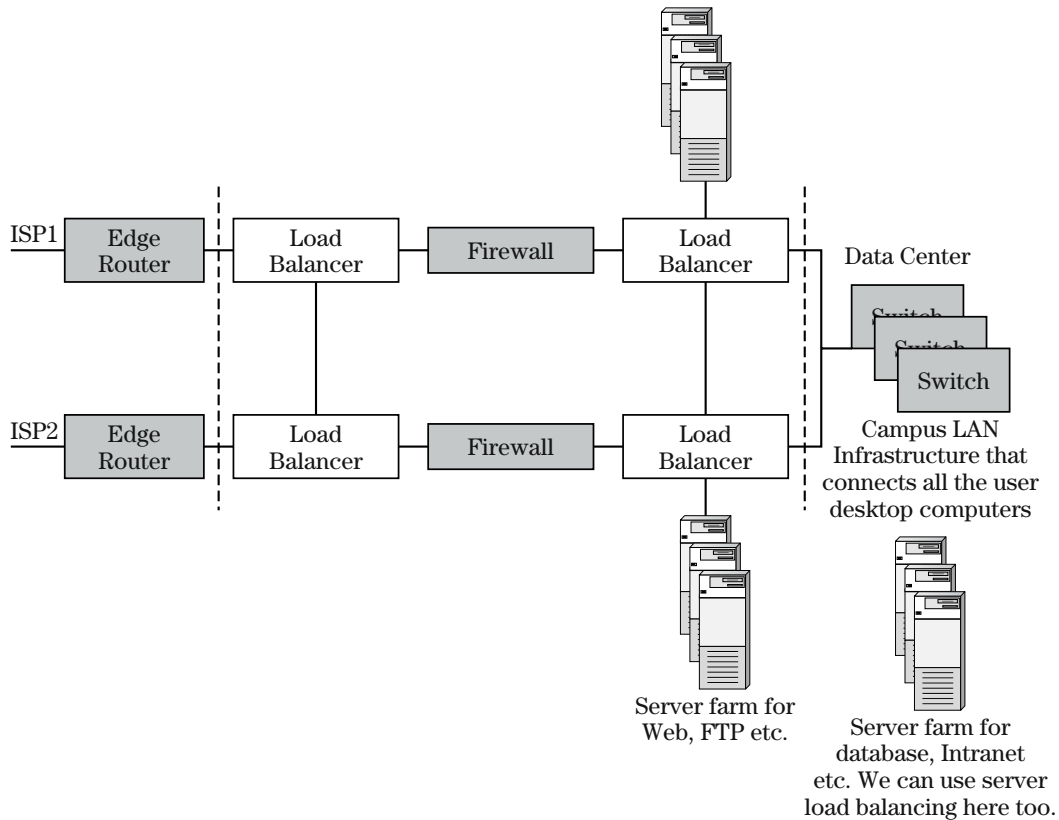 ISP1
Edge
Router
Load
Balancer
Firewall
Load
Balancer
Data Center
Switch
Switch
Switch
ISP2
Edge
Router
Load
Balancer
Firewall
Load
Balancer
Campus LAN
Infrastructure that
connects all the user
desktop computers
Server farm for
Web, FTP etc.
Server farm for
database, Intranet
etc. We can use server
load balancing here too.